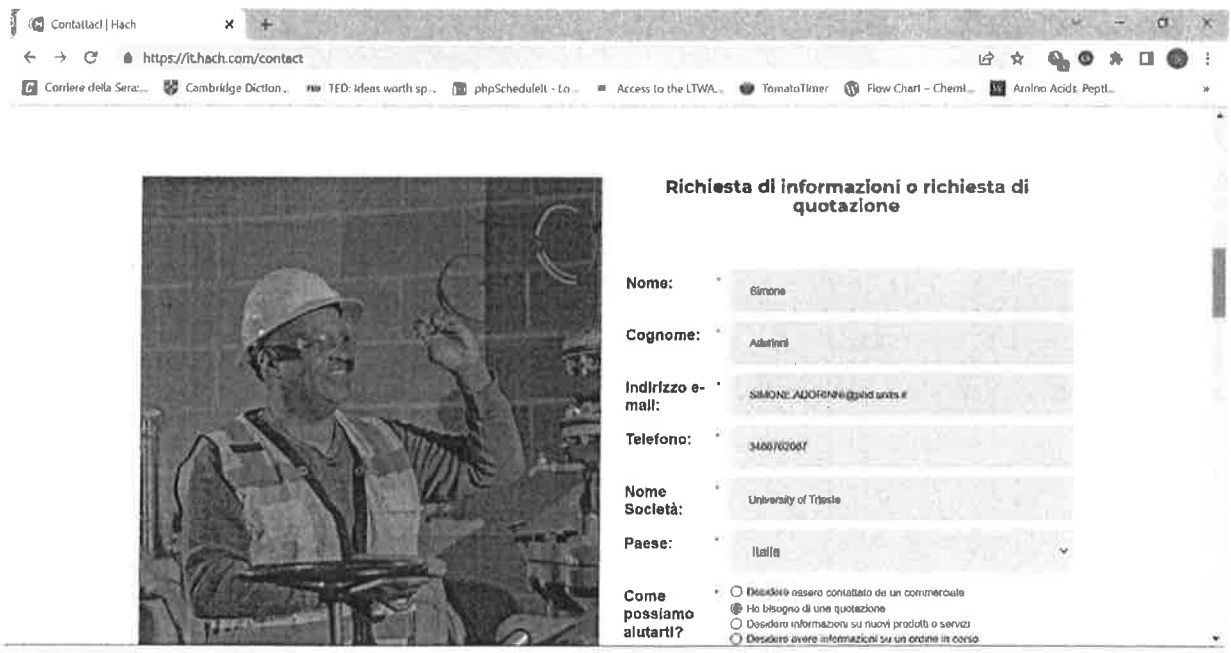 Contattaci | Hach
https://it.hach.com/contact
Corriere della Sera:... Cambridge Diction... TED: Ideas worth sp... phpScheduleIt - Lo... Access to the LTWA... TomatoTimer Flow Chart – Chemi... Amino Acids, Pepti...
Richiesta di informazioni o richiesta di
quotazione
Nome: * Simone
Cognome: * Adorinni
Indirizzo e-
mail: * SIMONE.ADORINNI@phd.units.it
Telefono: *
Nome
Società: * University of Trieste
Paese: * Italia
Come
possiamo
aiutarti? *
Desidero essere contattato da un commerciale
Ho bisogno di una quotazione
Desidero informazioni su nuovi prodotti o servizi
Desidero avere informazioni su un ordine in corso